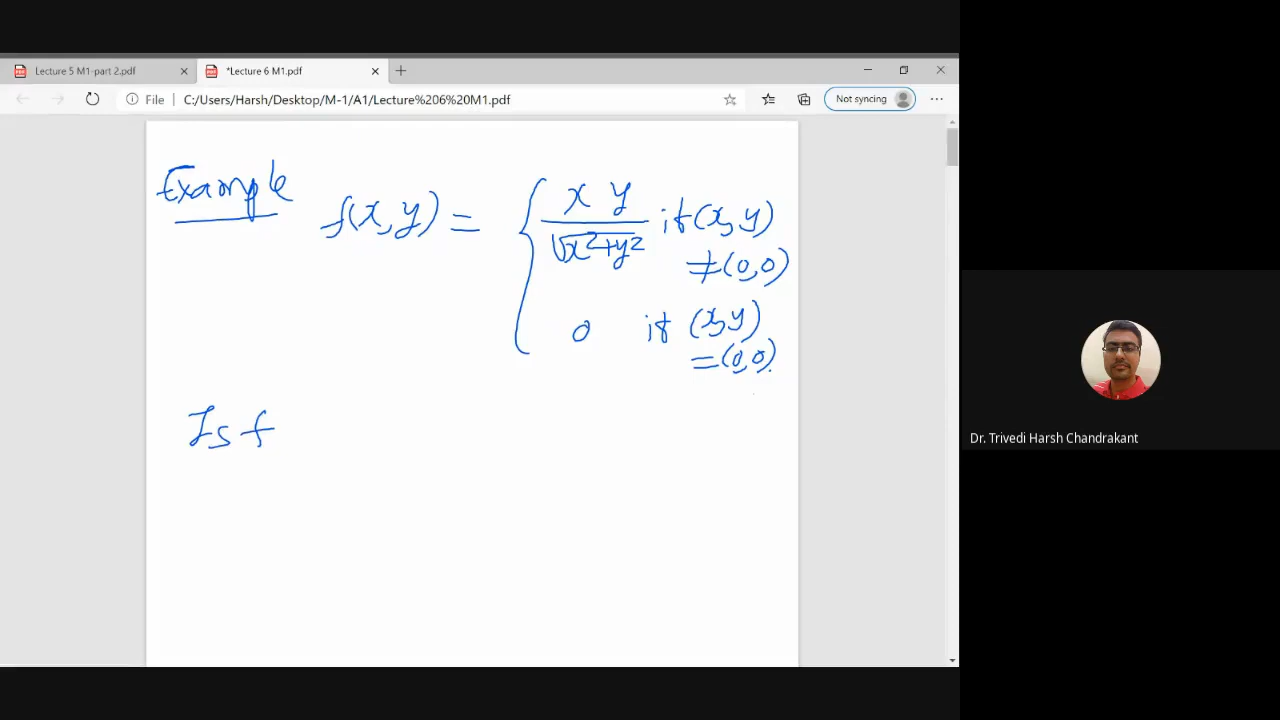 Lecture 5 M1-part 2.pdf
*Lecture 6 M1.pdf
File
C:/Users/Harsh/Desktop/M-1/A1/Lecture%206%20M1.pdf
Not syncing
Example
f(x,y) = { x y / √x²+y² if (x,y)
≠(0,0)
0 if (x,y)
=(0,0).
Is f
Dr. Trivedi Harsh Chandrakant